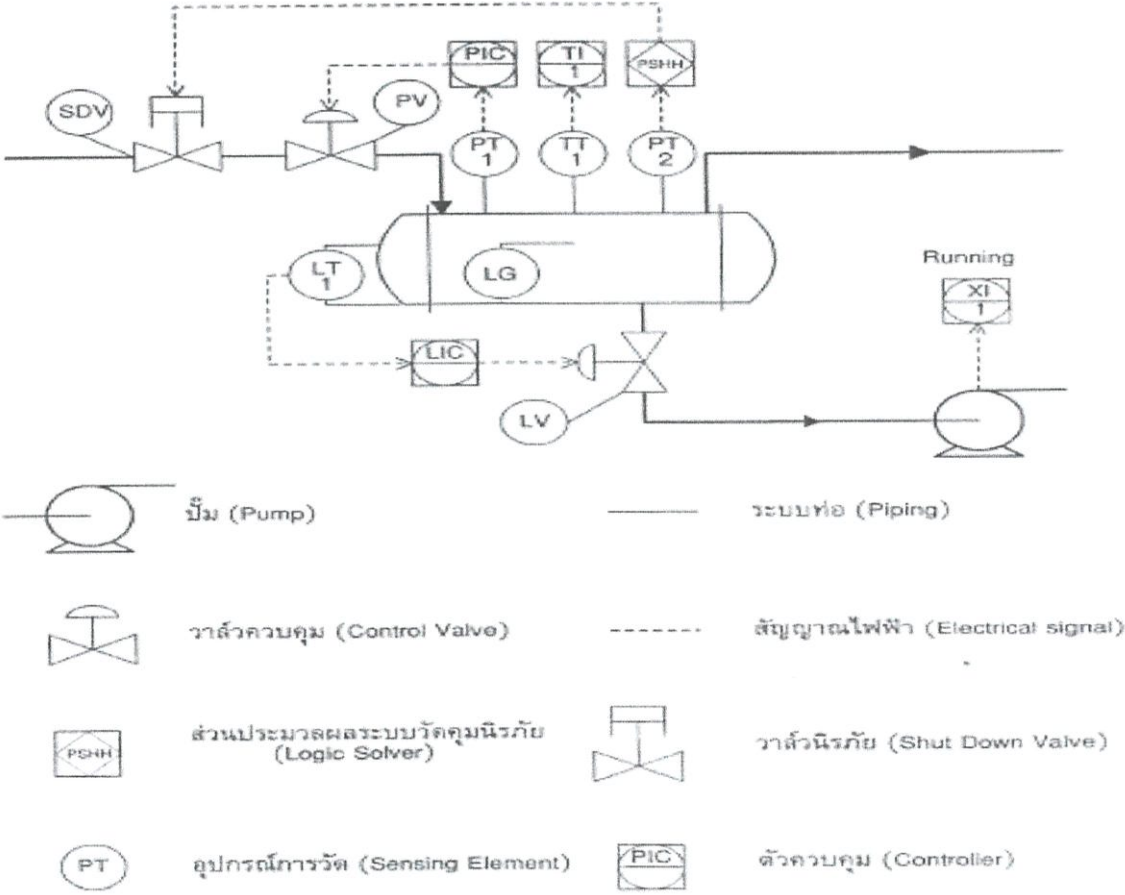 PIC
TI
1
PSHH
SDV
PV
PT
1
TT
1
PT
2
LT
1
LG
Running
XI
1
LIC
LV
ปั๊ม (Pump)
ระบบท่อ (Piping)
วาล์วควบคุม (Control Valve)
สัญญาณไฟฟ้า (Electrical signal)
PSHH
ส่วนประมวลผลระบบวัดคุมนิรภัย
(Logic Solver)
วาล์วนิรภัย (Shut Down Valve)
PT
อุปกรณ์การวัด (Sensing Element)
PIC
ตัวควบคุม (Controller)